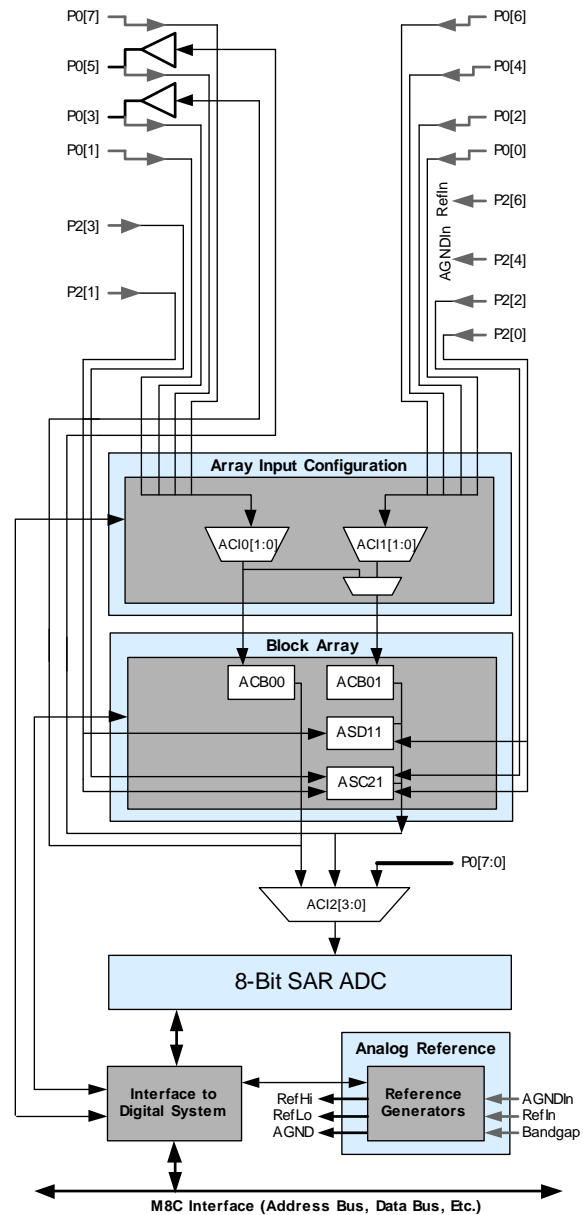 P0[7]
P0[6]
P0[5]
P0[4]
P0[3]
P0[2]
P0[1]
P0[0]
P2[6]
RefIn
AGNDIn
P2[3]
P2[4]
P2[1]
P2[2]
P2[0]
Array Input Configuration
ACI0[1:0]
ACI1[1:0]
Block Array
ACB00
ACB01
ASD11
ASC21
P0[7:0]
ACI2[3:0]
8-Bit SAR ADC
Analog Reference
Interface to
Digital System
Reference
Generators
RefHi
RefLo
AGND
AGNDIn
RefIn
Bandgap
M8C Interface (Address Bus, Data Bus, Etc.)